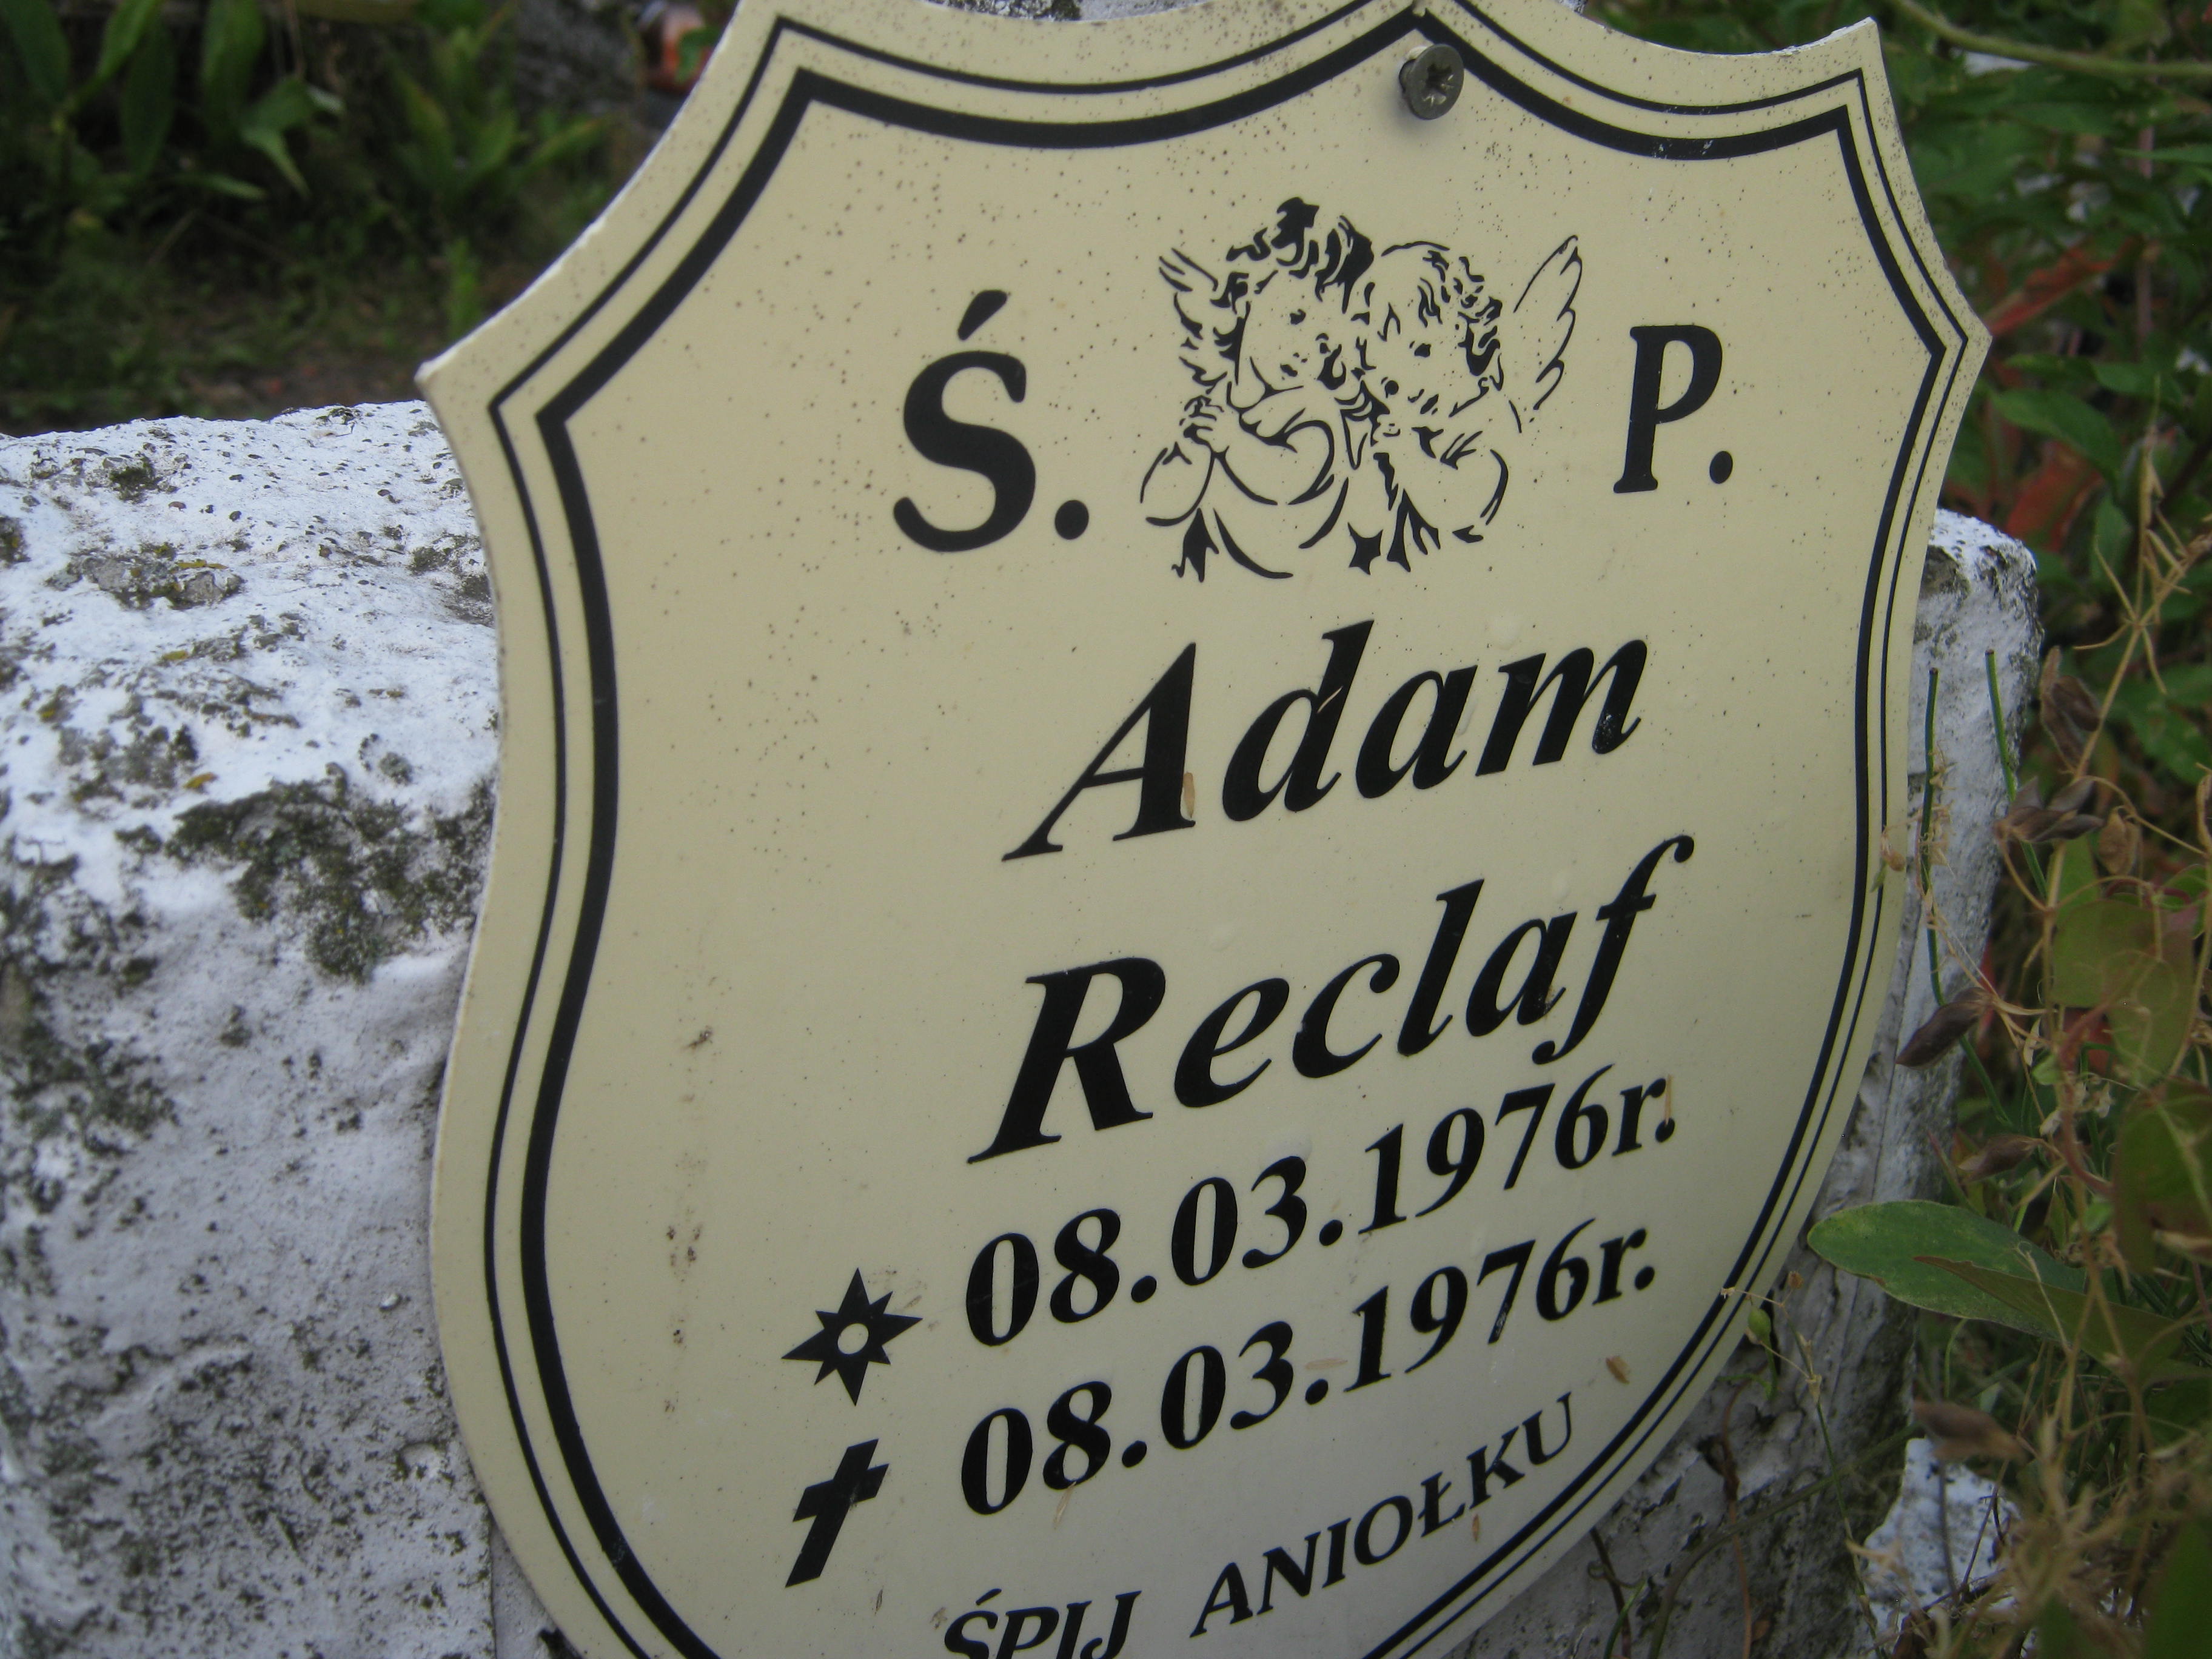 Ś. P.
Adam
Reclaf
08.03.1976r.
08.03.1976r.
ŚPIJ ANIOŁKU